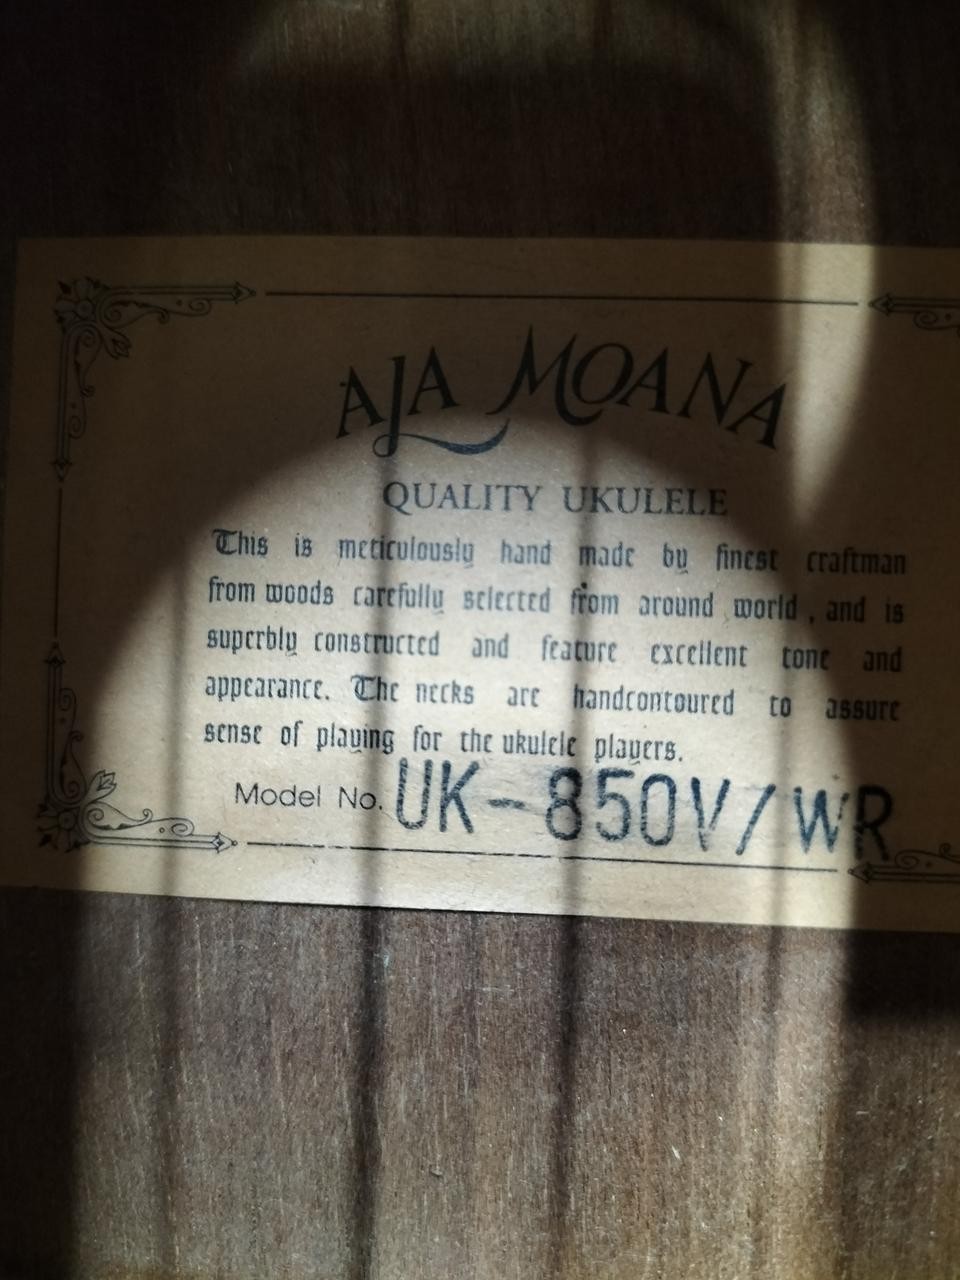 AJA MOANA
QUALITY UKULELE
This is meticulously hand made by finest craftman
from woods carefully selected from around world , and is
superbly constructed and feature excellent tone and
appearance. The necks are handcontoured to assure
sense of playing for the ukulele players.
Model No. UK-850V/WR